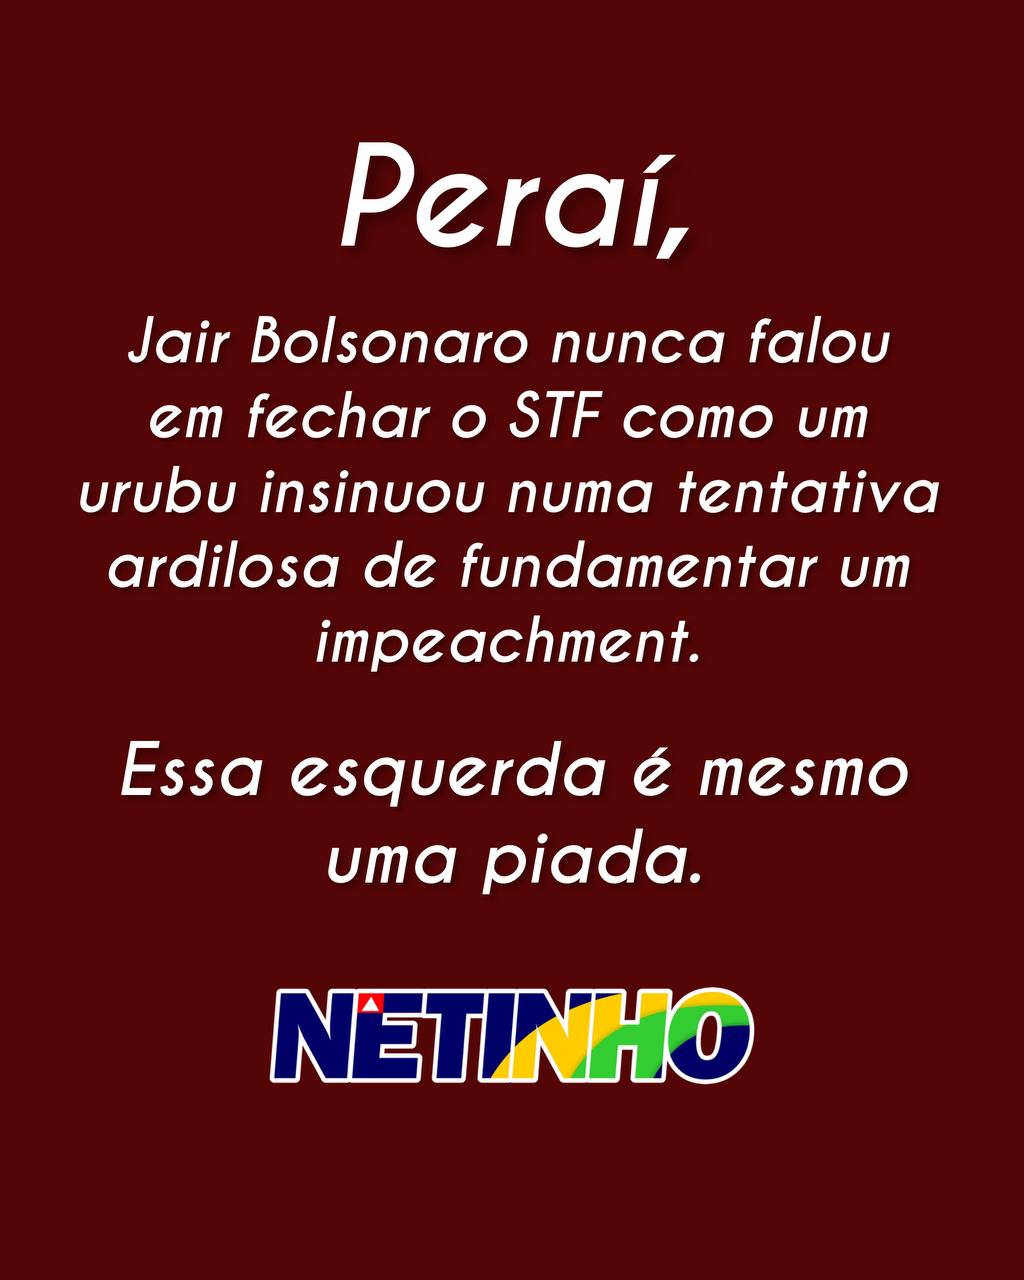 Peraí,
Jair Bolsonaro nunca falou
em fechar o STF como um
urubu insinuou numa tentativa
ardilosa de fundamentar um
impeachment.
Essa esquerda é mesmo
uma piada.
NETINHO